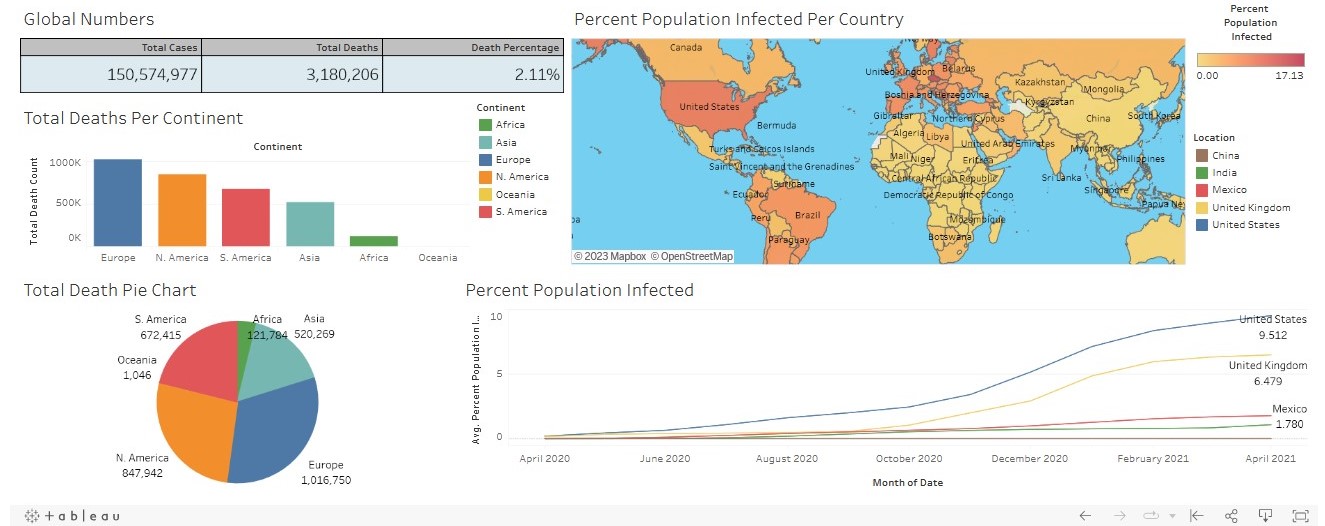 Global Numbers
Total Cases
Total Deaths
Death Percentage
150,574,977
3,180,206
2.11%
Total Deaths Per Continent
Continent
Total Death Count
1000K
500K
0K
Europe
N. America
S. America
Asia
Africa
Oceania
Continent
Africa
Asia
Europe
N. America
Oceania
S. America
Percent Population Infected Per Country
Canada
United Kingdom
Belarus
Bosnia and Herzegovina
Kazakhstan
Mongolia
Kyrgyzstan
United States
Gibraltar
Northern Cyprus
China
South Korea
Bermuda
Algeria
Libya
United Arab Emirates
Myanmar
Turks and Caicos Islands
Mali
Niger
Eritrea
Philippines
Saint Vincent and the Grenadines
Suriname
Central African Republic
Sri Lanka
Singapore
Ecuador
Democratic Republic of Congo
Papua Ne
Peru
Brazil
Mozambique
Paraguay
Botswana
© 2023 Mapbox © OpenStreetMap
Percent
Population
Infected
0.00
17.13
Location
China
India
Mexico
United Kingdom
United States
Total Death Pie Chart
S. America
672,415
Africa
121,784
Asia
520,269
Oceania
1,046
N. America
847,942
Europe
1,016,750
Percent Population Infected
Avg. Percent Population I...
10
5
0
United States
9.512
United Kingdom
6.479
Mexico
1.780
April 2020
June 2020
August 2020
October 2020
December 2020
February 2021
April 2021
Month of Date
+ableau